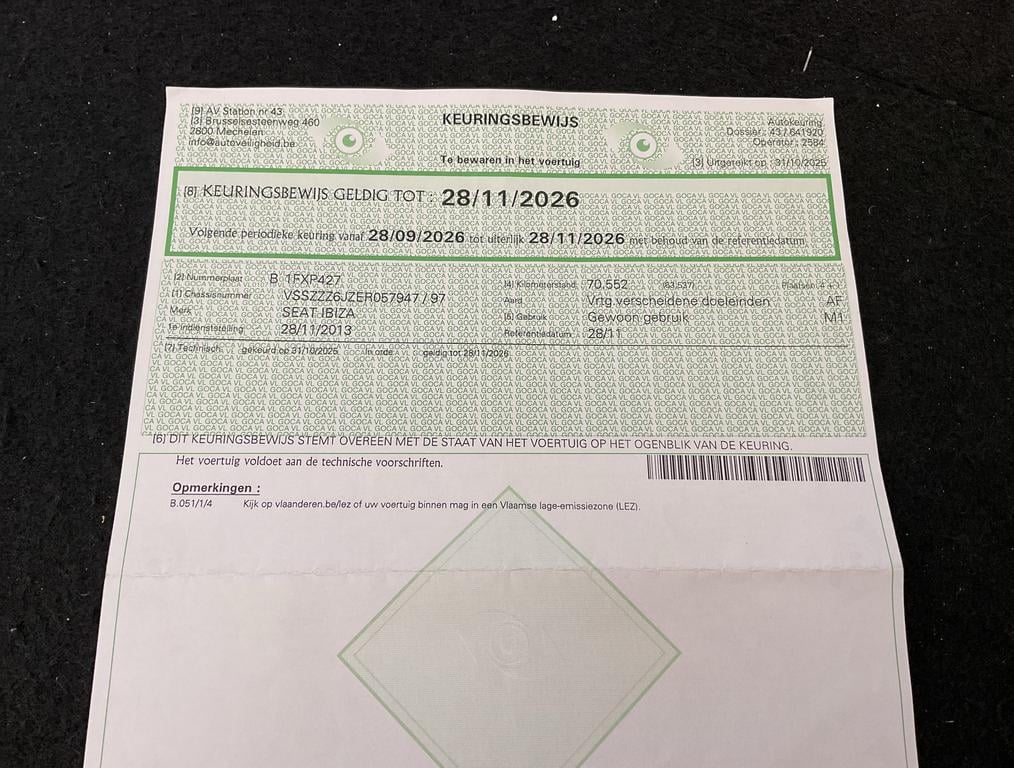 [9] AV Station nr 43
[3] Brusselsesteenweg 460
2800 Mechelen
info@autoveiligheid.be
KEURINGSBEWIJS
Te bewaren in het voertuig
Autokeuring
Dossier : 43 / 641920
Operator : 2584
[3] Uitgereikt op : 31/10/2025
[8] KEURINGSBEWIJS GELDIG TOT : 28/11/2026
Volgende periodieke keuring vanaf 28/09/2026 tot uiterlijk 28/11/2026 met behoud van de referentiedatum
[2] Nummerplaat B 1FXP427 [4] Kilometerstand 70.552 (63.537)
[1] Chassisnummer VSSZZZ6JZER057947 / 97 Aard Vrtg verscheidene doeleinden AF
Merk SEAT IBIZA [5] Gebruik Gewoon gebruik M1
1e Indienststelling 28/11/2013 Referentiedatum 28/11
[7] Technisch: gekeurd op 31/10/2025 In orde geldig tot 28/11/2026
[6] DIT KEURINGSBEWIJS STEMT OVEREEN MET DE STAAT VAN HET VOERTUIG OP HET OGENBLIK VAN DE KEURING.
Het voertuig voldoet aan de technische voorschriften.
Opmerkingen :
B.051/1/4 Kijk op vlaanderen.be/lez of uw voertuig binnen mag in een Vlaamse lage-emissiezone (LEZ).